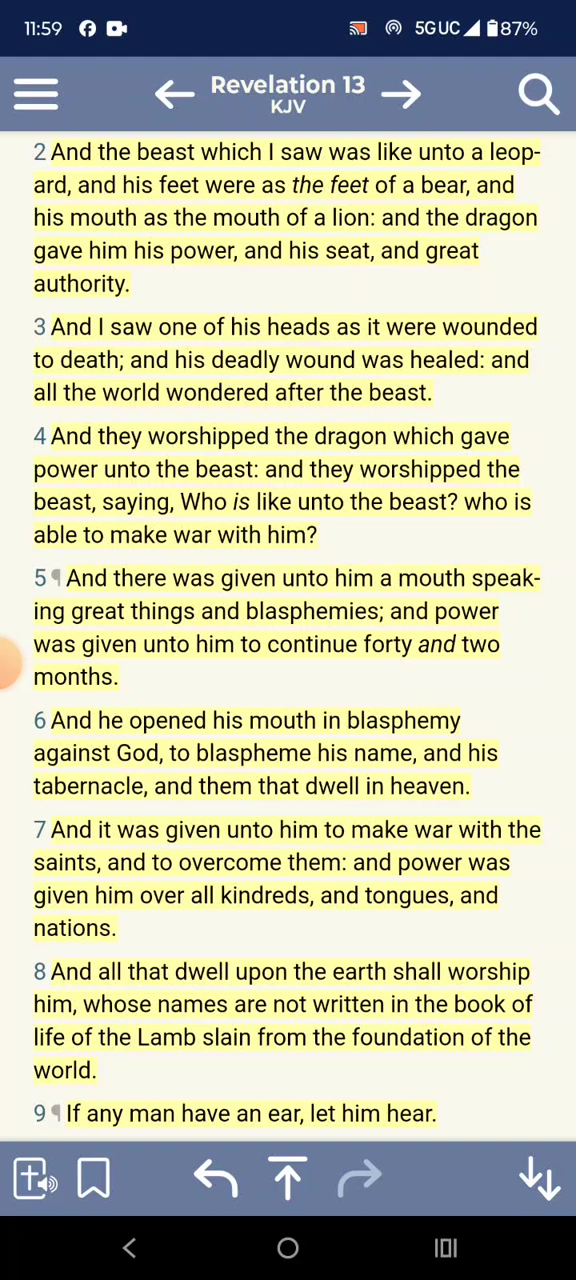 11:59 5G UC 87%
Revelation 13
KJV
2 And the beast which I saw was like unto a leop-
ard, and his feet were as the feet of a bear, and
his mouth as the mouth of a lion: and the dragon
gave him his power, and his seat, and great
authority.
3 And I saw one of his heads as it were wounded
to death; and his deadly wound was healed: and
all the world wondered after the beast.
4 And they worshipped the dragon which gave
power unto the beast: and they worshipped the
beast, saying, Who is like unto the beast? who is
able to make war with him?
5 ¶ And there was given unto him a mouth speak-
ing great things and blasphemies; and power
was given unto him to continue forty and two
months.
6 And he opened his mouth in blasphemy
against God, to blaspheme his name, and his
tabernacle, and them that dwell in heaven.
7 And it was given unto him to make war with the
saints, and to overcome them: and power was
given him over all kindreds, and tongues, and
nations.
8 And all that dwell upon the earth shall worship
him, whose names are not written in the book of
life of the Lamb slain from the foundation of the
world.
9 ¶ If any man have an ear, let him hear.